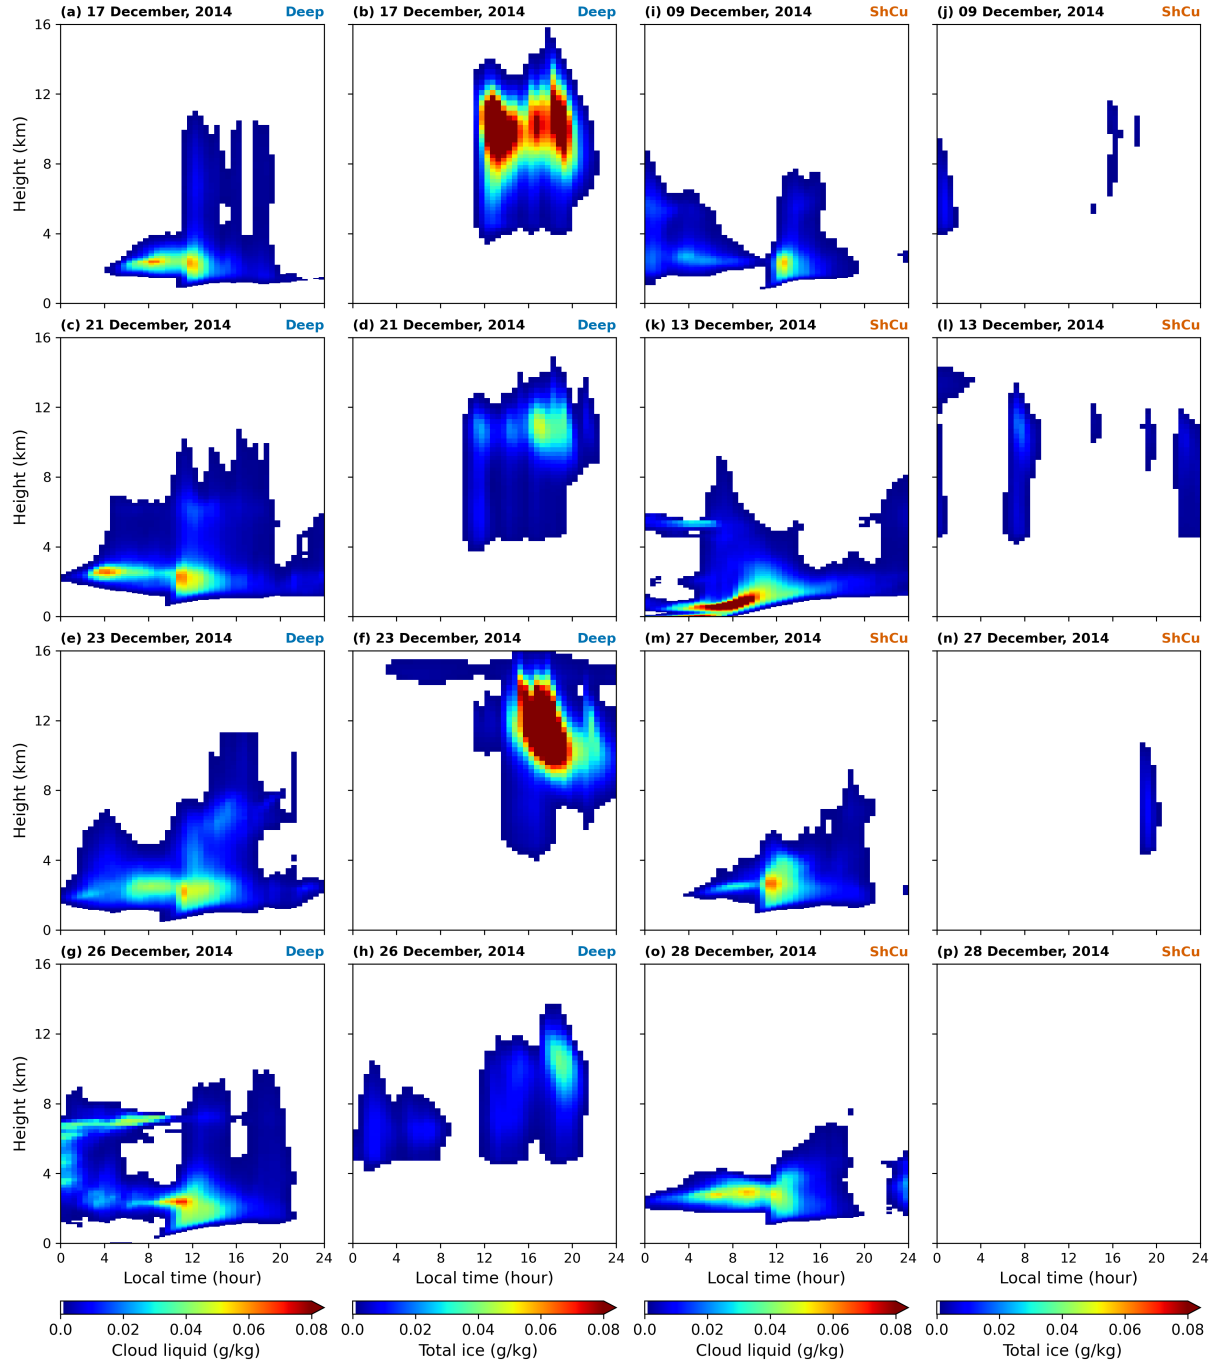 (a) 17 December, 2014 Deep
(b) 17 December, 2014 Deep
(i) 09 December, 2014 ShCu
(j) 09 December, 2014 ShCu
16
12
8
4
0
Height (km)
(c) 21 December, 2014 Deep
(d) 21 December, 2014 Deep
(k) 13 December, 2014 ShCu
(l) 13 December, 2014 ShCu
16
12
8
4
0
Height (km)
(e) 23 December, 2014 Deep
(f) 23 December, 2014 Deep
(m) 27 December, 2014 ShCu
(n) 27 December, 2014 ShCu
16
12
8
4
0
Height (km)
(g) 26 December, 2014 Deep
(h) 26 December, 2014 Deep
(o) 28 December, 2014 ShCu
(p) 28 December, 2014 ShCu
16
12
8
4
0
Height (km)
0 4 8 12 16 20 24
0 4 8 12 16 20 24
0 4 8 12 16 20 24
0 4 8 12 16 20 24
Local time (hour)
Local time (hour)
Local time (hour)
Local time (hour)
0.0 0.02 0.04 0.06 0.08
0.0 0.02 0.04 0.06 0.08
0.0 0.02 0.04 0.06 0.08
0.0 0.02 0.04 0.06 0.08
Cloud liquid (g/kg)
Total ice (g/kg)
Cloud liquid (g/kg)
Total ice (g/kg)